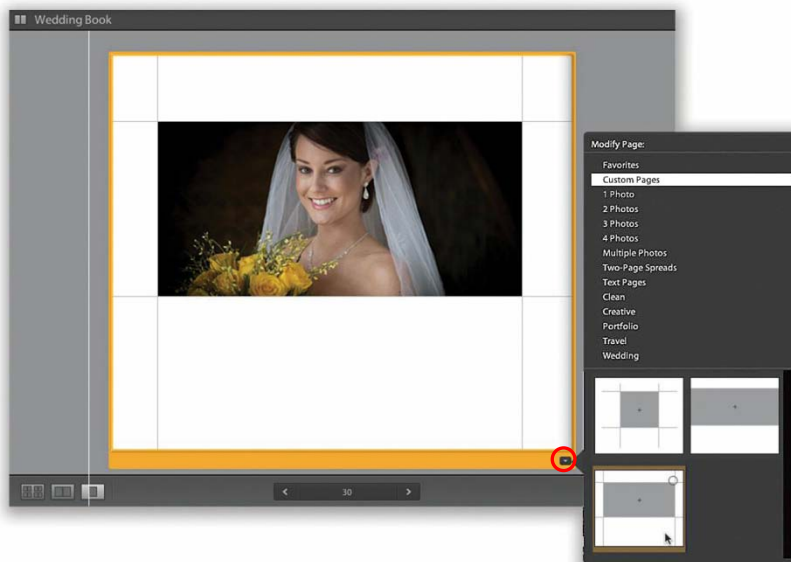 Wedding Book
Modify Page:
Favorites
Custom Pages
1 Photo
2 Photos
3 Photos
4 Photos
Multiple Photos
Two-Page Spreads
Text Pages
Clean
Creative
Portfolio
Travel
Wedding
30